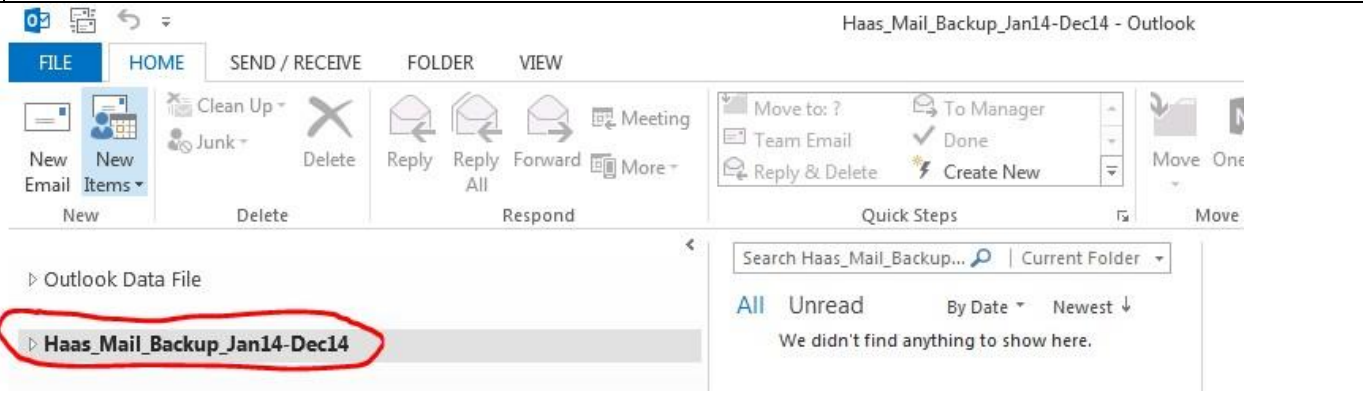 Haas_Mail_Backup_Jan14-Dec14 - Outlook
FILE HOME SEND / RECEIVE FOLDER VIEW
New Email
New Items
New
Clean Up
Junk
Delete
Delete
Reply
Reply All
Forward
Meeting
More
Respond
Move to: ?
To Manager
Team Email
Done
Reply & Delete
Create New
Quick Steps
Move
Move
Outlook Data File
Haas_Mail_Backup_Jan14-Dec14
Search Haas_Mail_Backup... Current Folder
All Unread By Date Newest
We didn't find anything to show here.